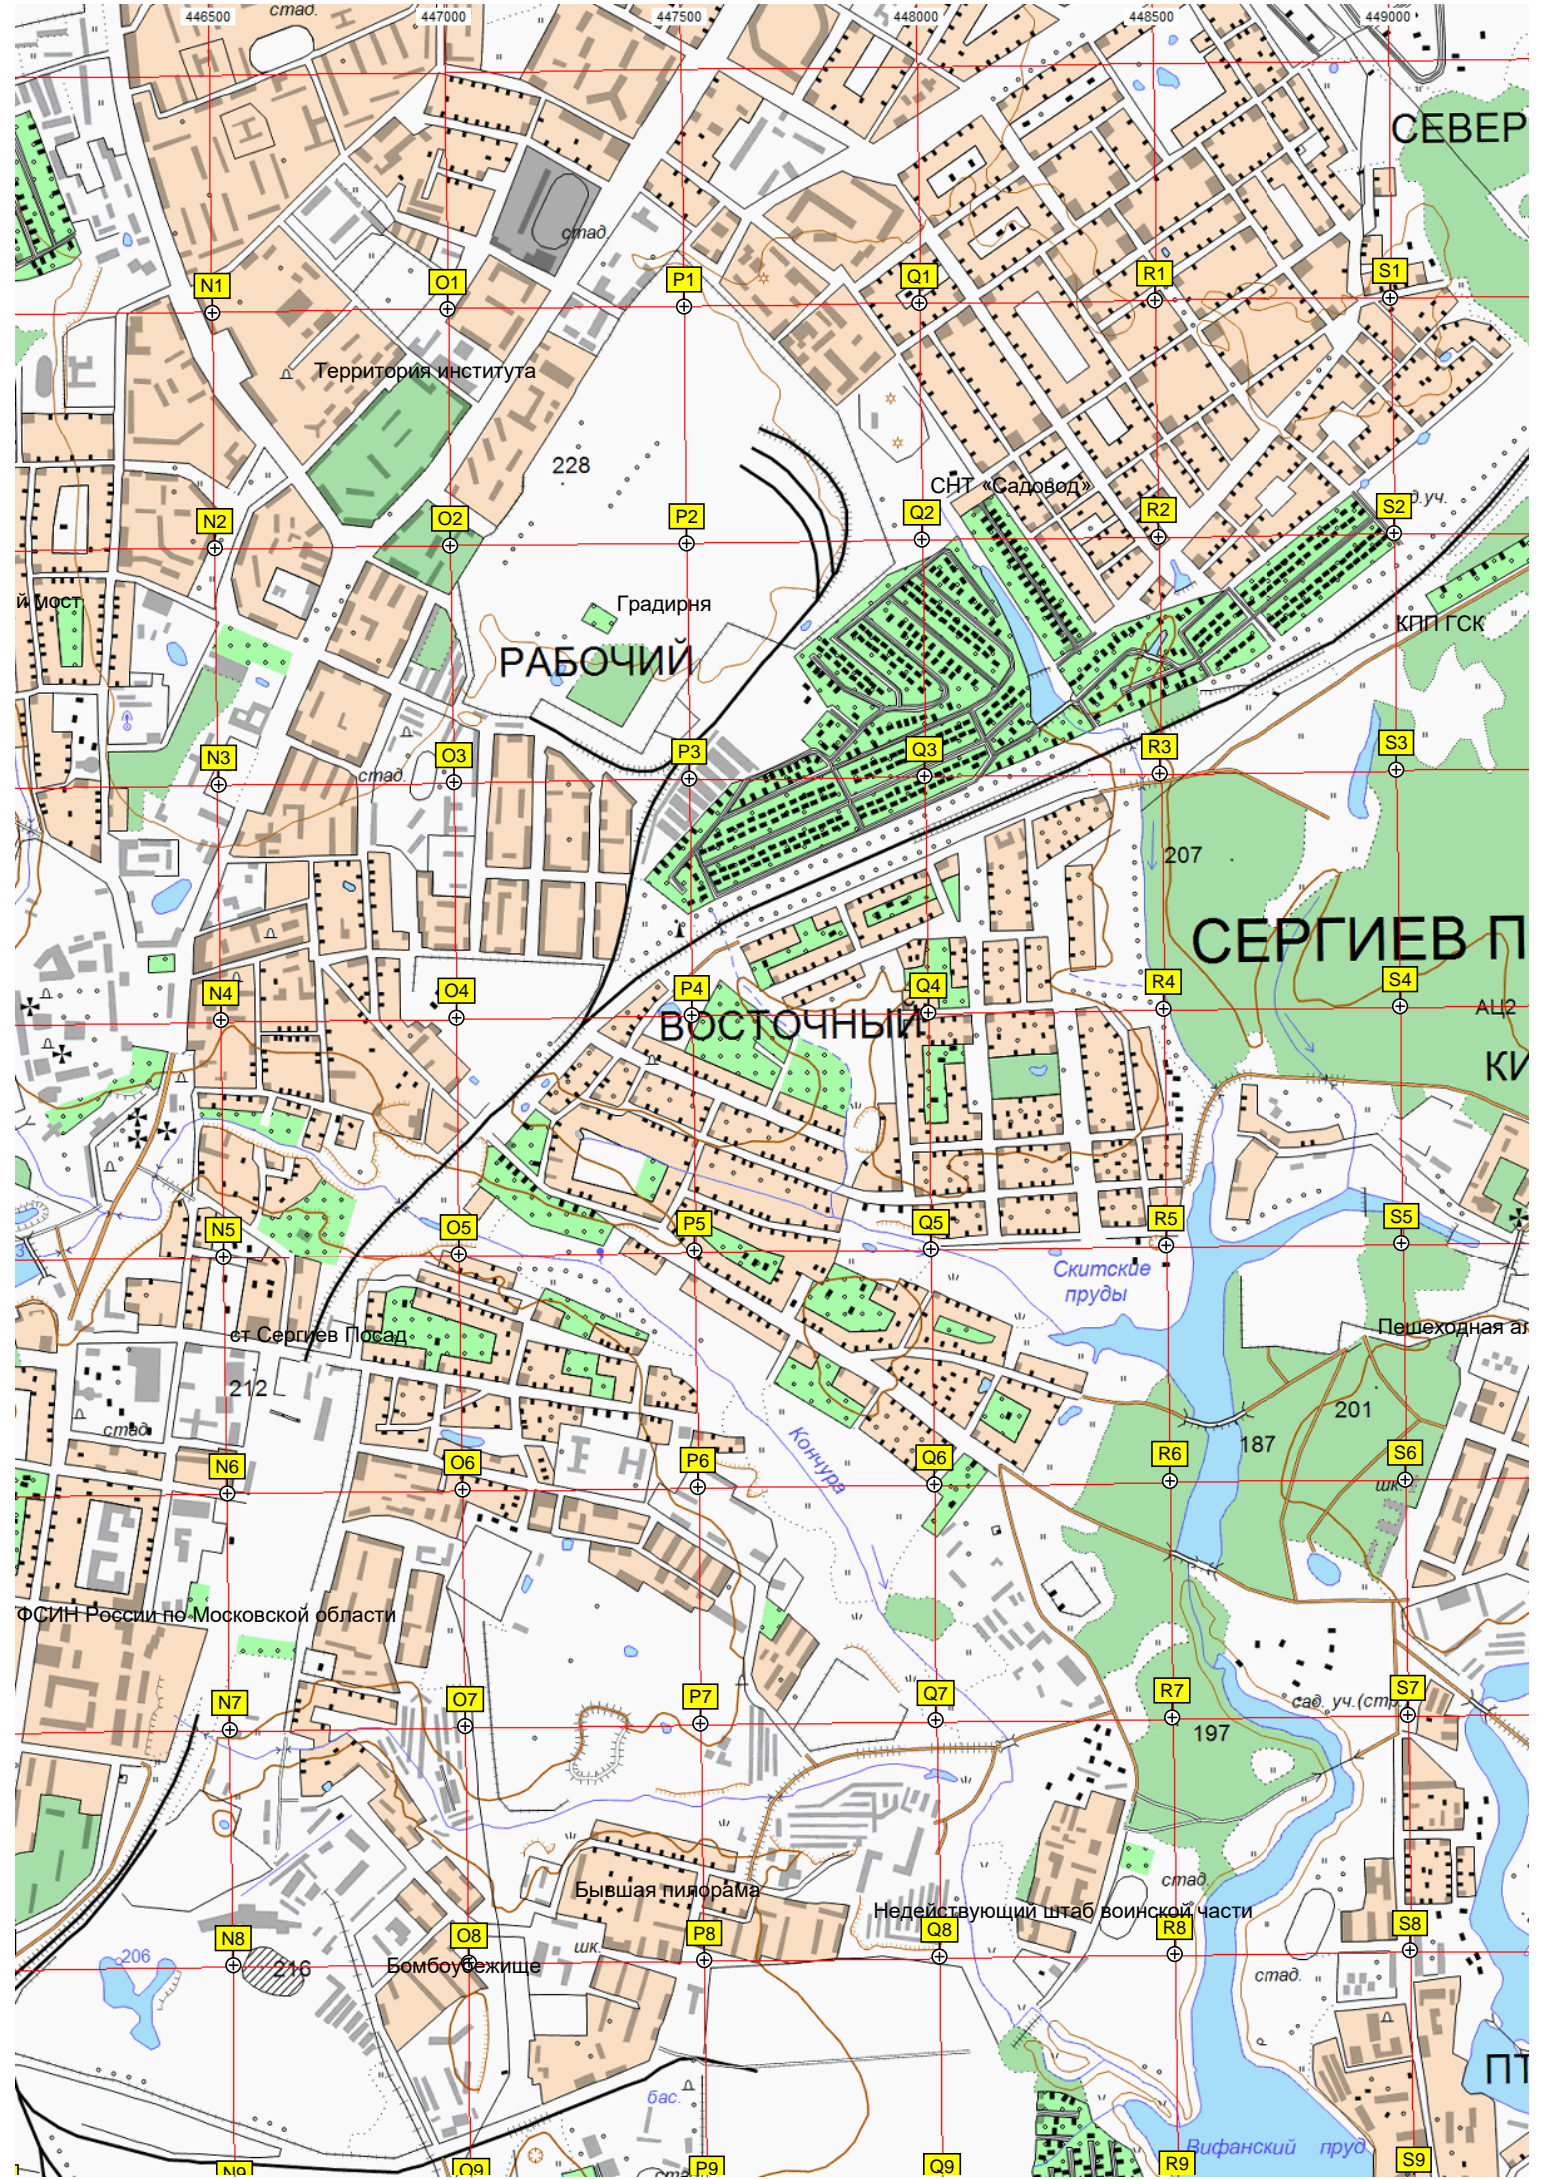 446500 447000 447500 448000 448500 449000
стад.
СЕВЕР
стад.
N1 O1 P1 Q1 R1 S1
Территория института
228
СНТ «Садовод»
N2 O2 P2 Q2 R2 S2
д.уч.
й мост
Градирня
КПП ГСК
РАБОЧИЙ
N3 O3 P3 Q3 R3 S3
стад.
207
СЕРГИЕВ П
N4 O4 P4 Q4 R4 S4
АЦ2
ВОСТОЧНЫЙ
КИ
N5 O5 P5 Q5 R5 S5
3
Скитские
пруды
ст Сергиев Посад
Пешеходная ал
212
201
стад.
187
Кончура
N6 O6 P6 Q6 R6 S6
шк.
ФСИН России по Московской области
N7 O7 P7 Q7 R7 S7
сад. уч.(стр.
197
стад.
Бывшая пилорама
Недействующий штаб воинской части
N8 O8 P8 Q8 R8 S8
206
216
Бомбоубежище
шк.
стад.
ПТ
бас.
Вифанский пруд
N9 O9 P9 Q9 R9 S9